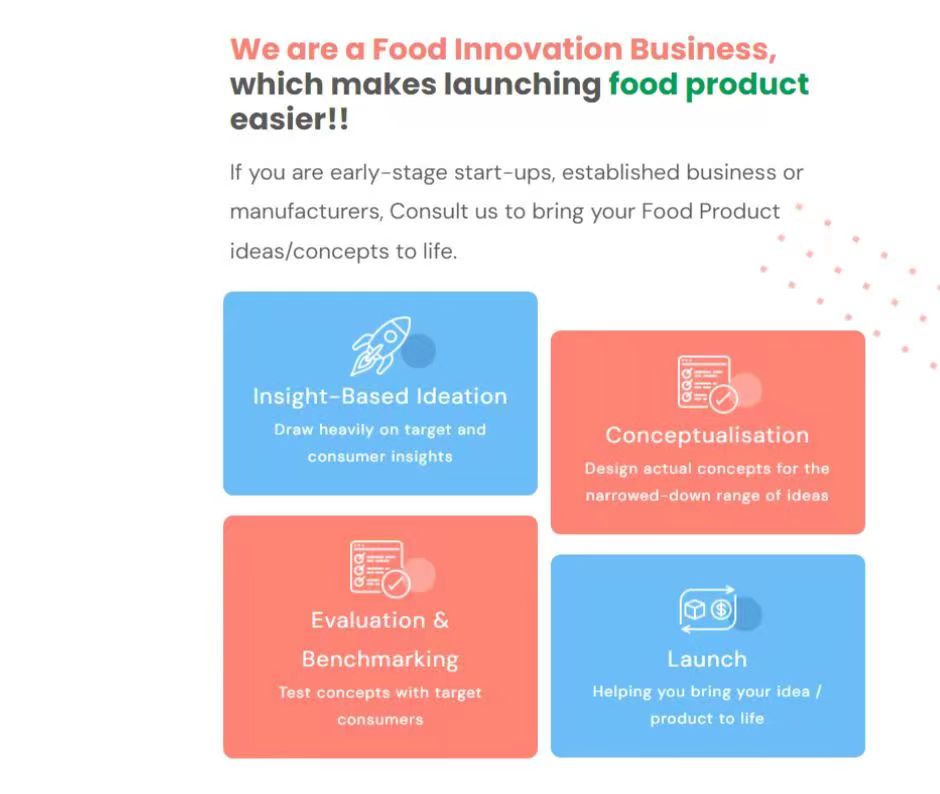 We are a Food Innovation Business,
which makes launching food product
easier!!
If you are early-stage start-ups, established business or
manufacturers, Consult us to bring your Food Product
ideas/concepts to life.
Insight-Based Ideation
Draw heavily on target and
consumer insights
Conceptualisation
Design actual concepts for the
narrowed-down range of ideas
Evaluation &
Benchmarking
Test concepts with target
consumers
Launch
Helping you bring your idea /
product to life